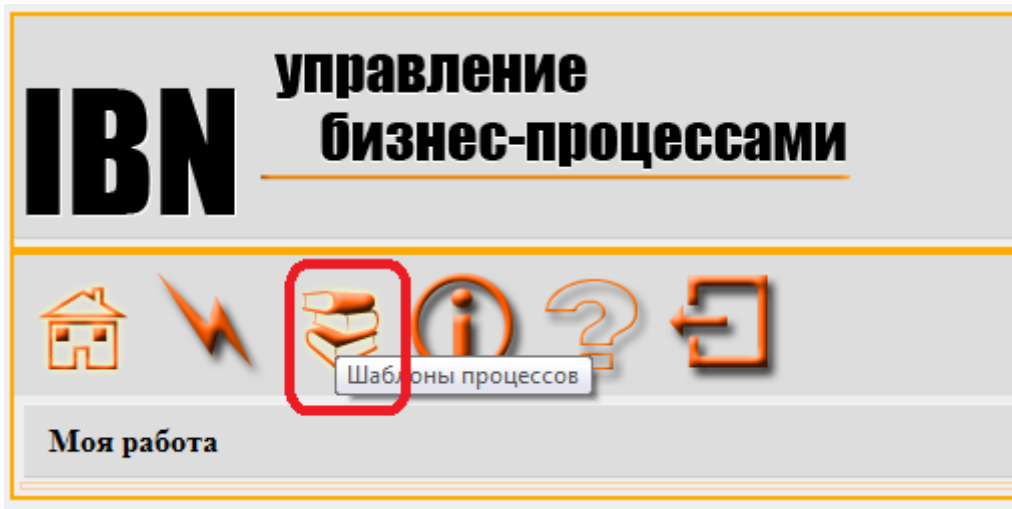 IBN
управление
бизнес-процессами
Шаблоны процессов
Моя работа